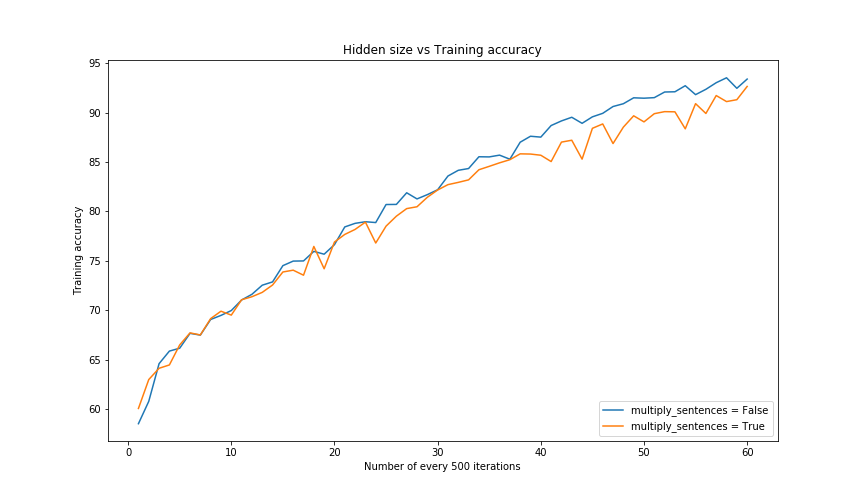 Hidden size vs Training accuracy
95
90
85
80
75
70
65
60
Training accuracy
multiply_sentences = False
multiply_sentences = True
0 10 20 30 40 50 60
Number of every 500 iterations